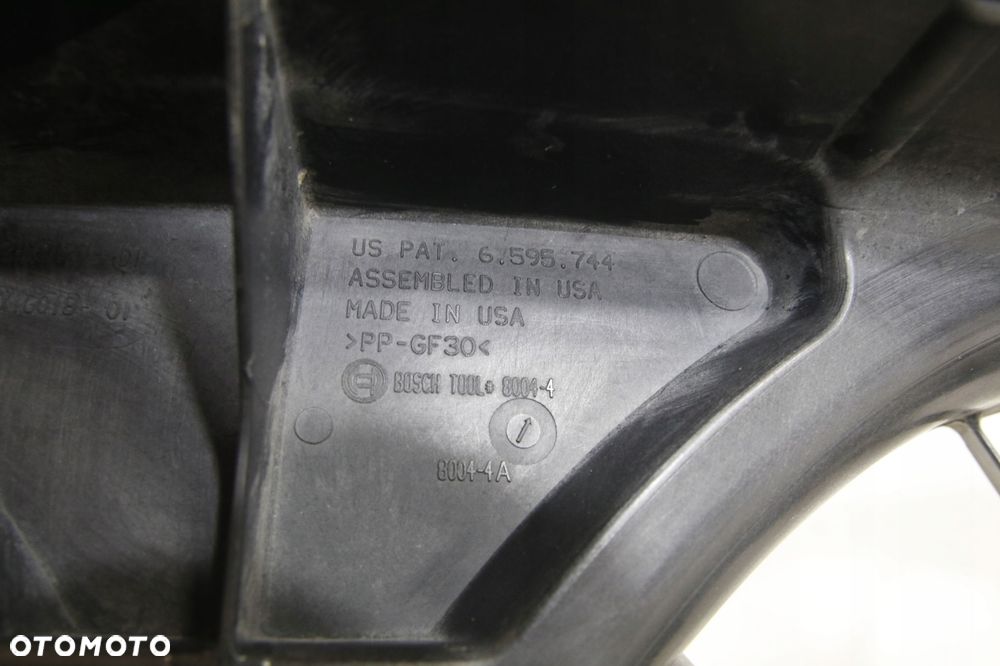 US PAT. 6.595.744
ASSEMBLED IN USA
MADE IN USA
>PP-GF30<
BOSCH TOOL# 8004-4
8004-4A
OTOMOTO